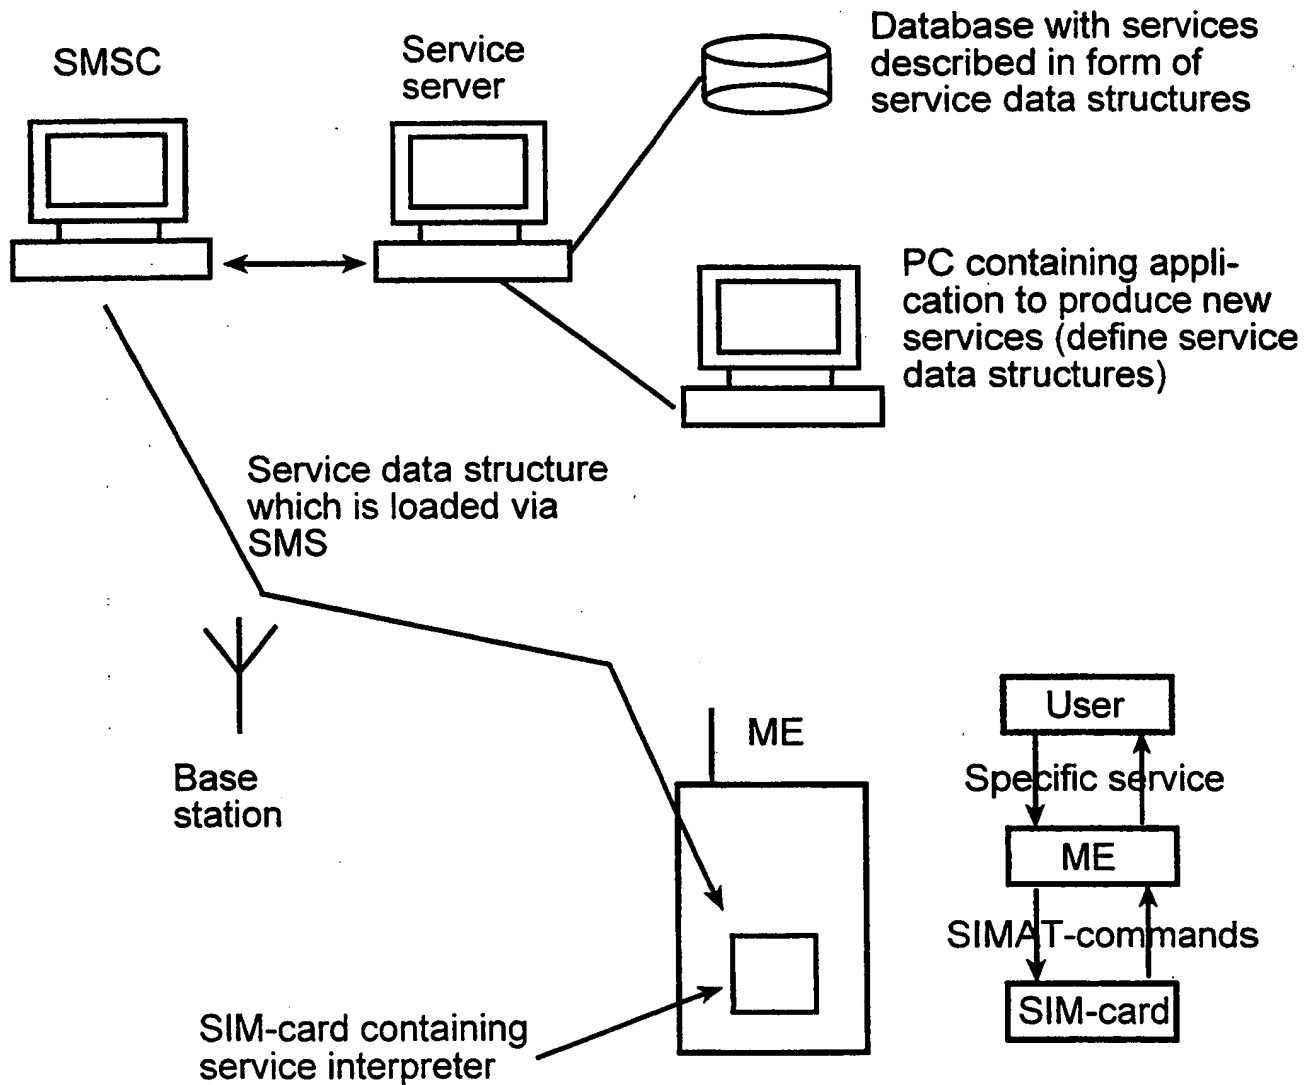 SMSC
Service
server
Database with services
described in form of
service data structures
PC containing appli-
cation to produce new
services (define service
data structures)
Service data structure
which is loaded via
SMS
Base
station
ME
SIM-card containing
service interpreter
User
Specific service
ME
SIMAT-commands
SIM-card